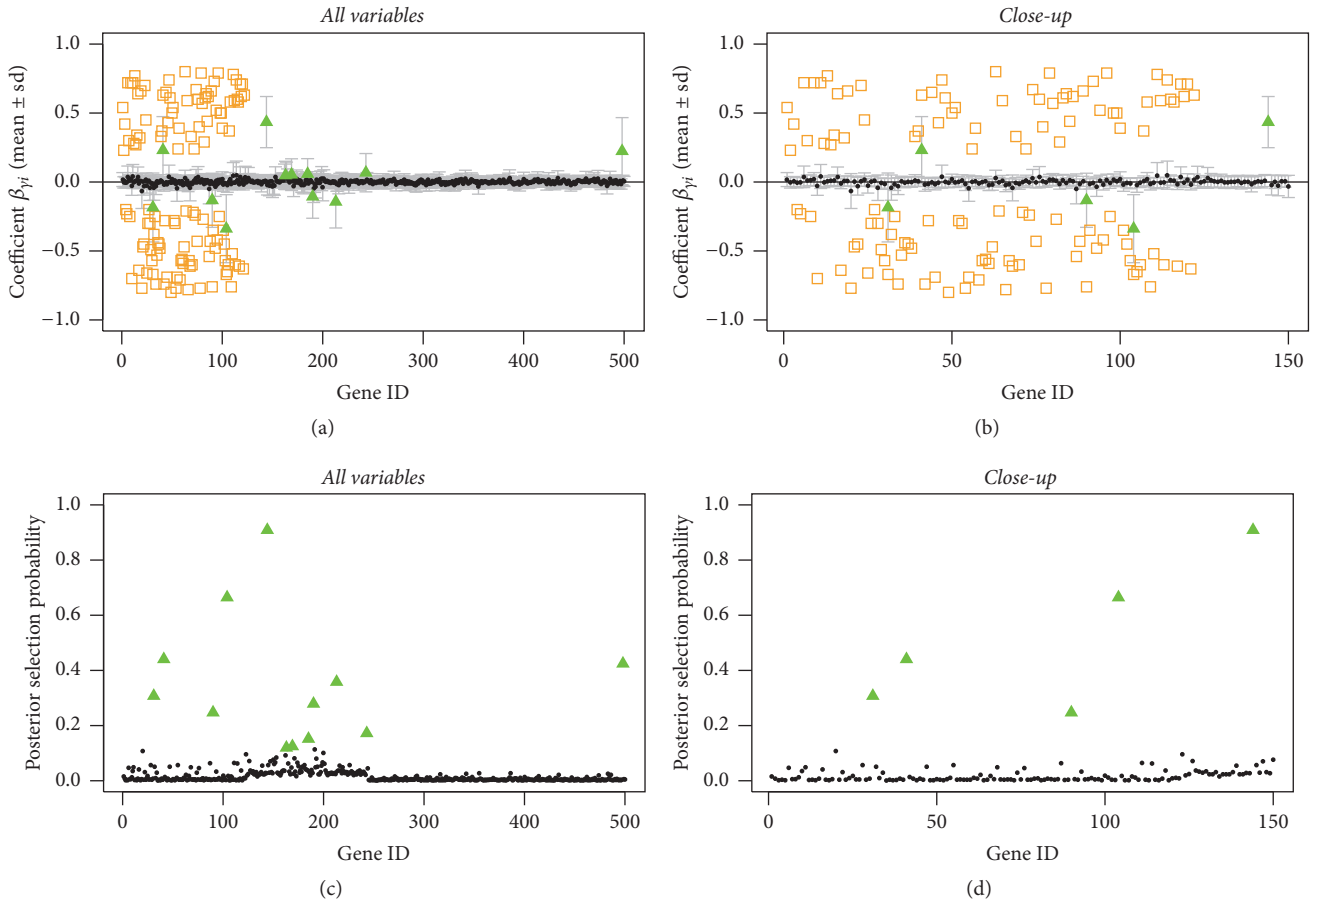 All variables
1.0
0.5
0.0
−0.5
−1.0
Coefficient βγi (mean ± sd)
0 100 200 300 400 500
Gene ID
(a)
Close-up
1.0
0.5
0.0
−0.5
−1.0
Coefficient βγi (mean ± sd)
0 50 100 150
Gene ID
(b)
All variables
1.0
0.8
0.6
0.4
0.2
0.0
Posterior selection probability
0 100 200 300 400 500
Gene ID
(c)
Close-up
1.0
0.8
0.6
0.4
0.2
0.0
Posterior selection probability
0 50 100 150
Gene ID
(d)